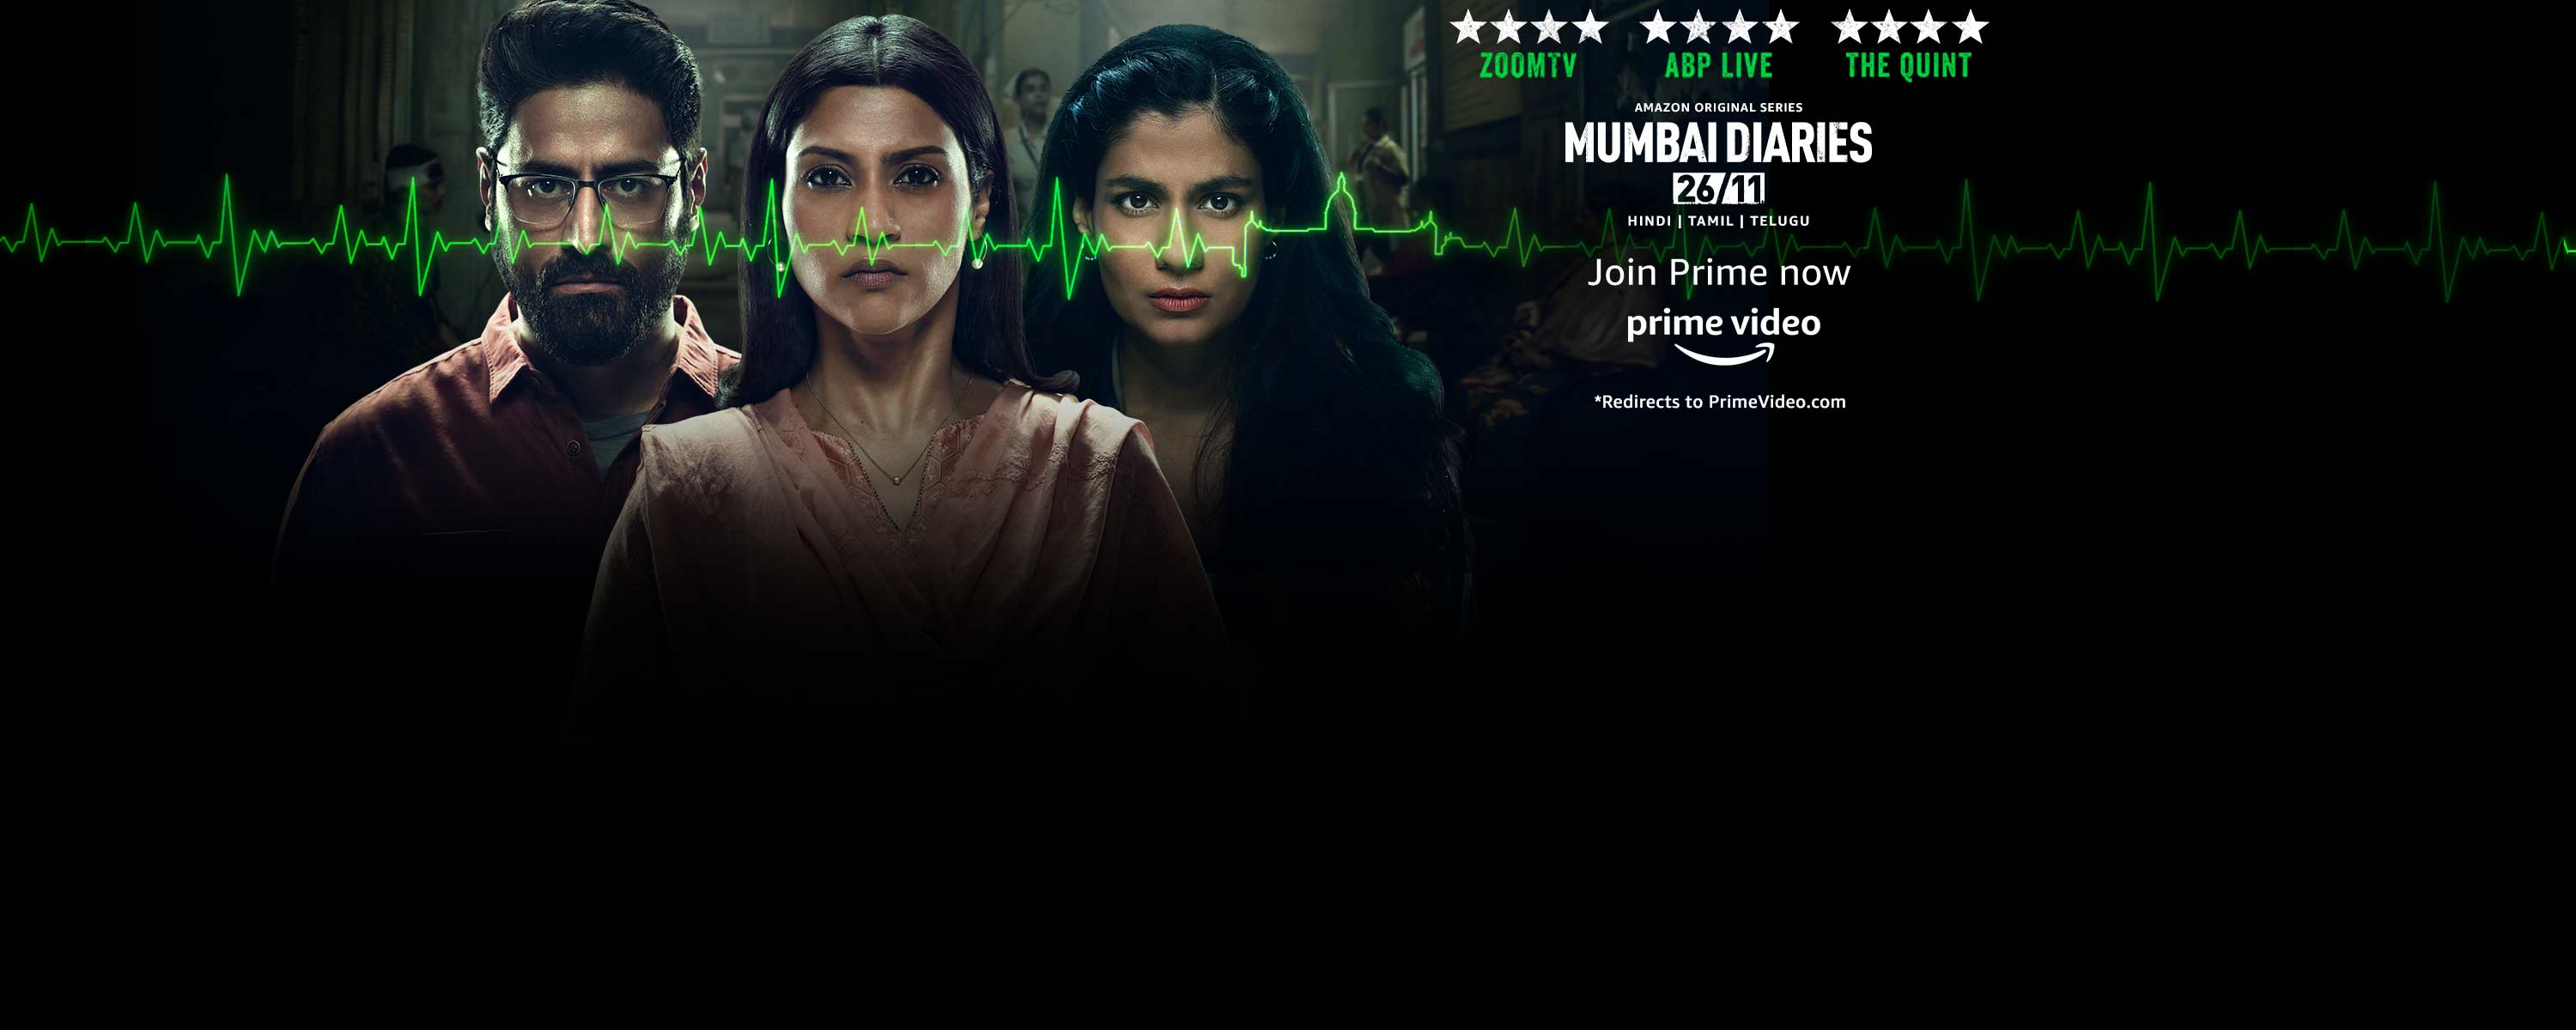 ZOOMTV ABP LIVE THE QUINT
AMAZON ORIGINAL SERIES
MUMBAI DIARIES
26/11
HINDI | TAMIL | TELUGU
Join Prime now
prime video
*Redirects to PrimeVideo.com